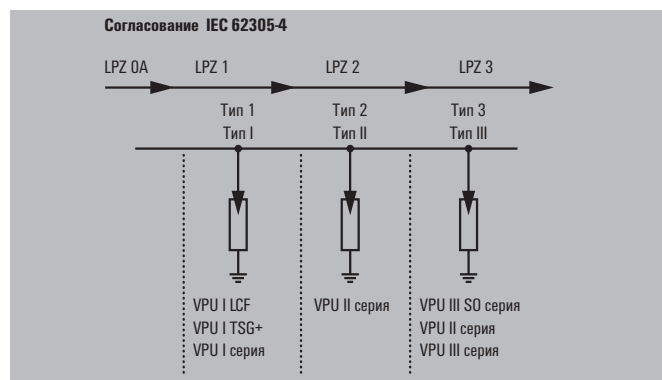 Согласование IEC 62305-4
LPZ 0A LPZ 1 LPZ 2 LPZ 3
Тип 1 Тип 2 Тип 3
Тип I Тип II Тип III
VPU I LCF VPU II серия VPU III SO серия
VPU I TSG+ VPU II серия
VPU I серия VPU III серия